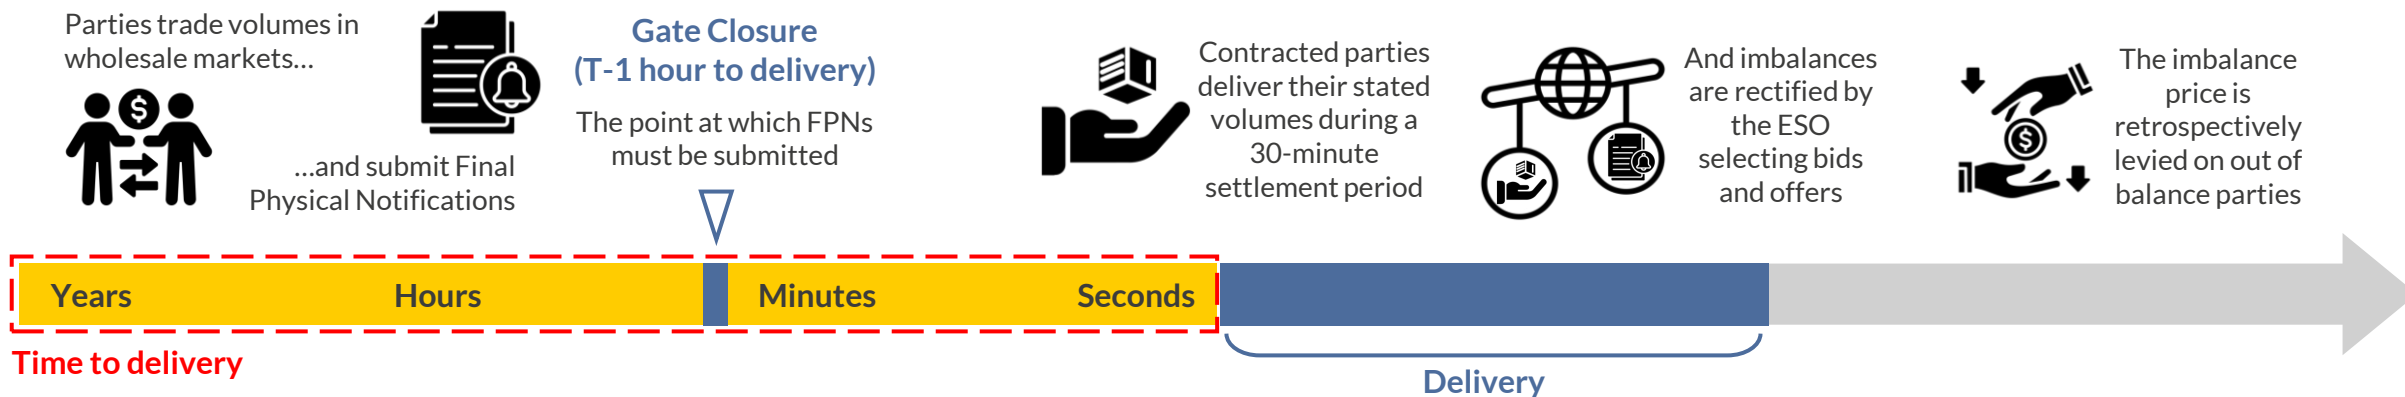 Parties trade volumes in
wholesale markets...
...and submit Final
Physical Notifications
Gate Closure
(T-1 hour to delivery)
The point at which FPNs
must be submitted
Contracted parties
deliver their stated
volumes during a
30-minute
settlement period
And imbalances
are rectified by
the ESO
selecting bids
and offers
The imbalance
price is
retrospectively
levied on out of
balance parties
Years
Hours
Minutes
Seconds
Time to delivery
Delivery